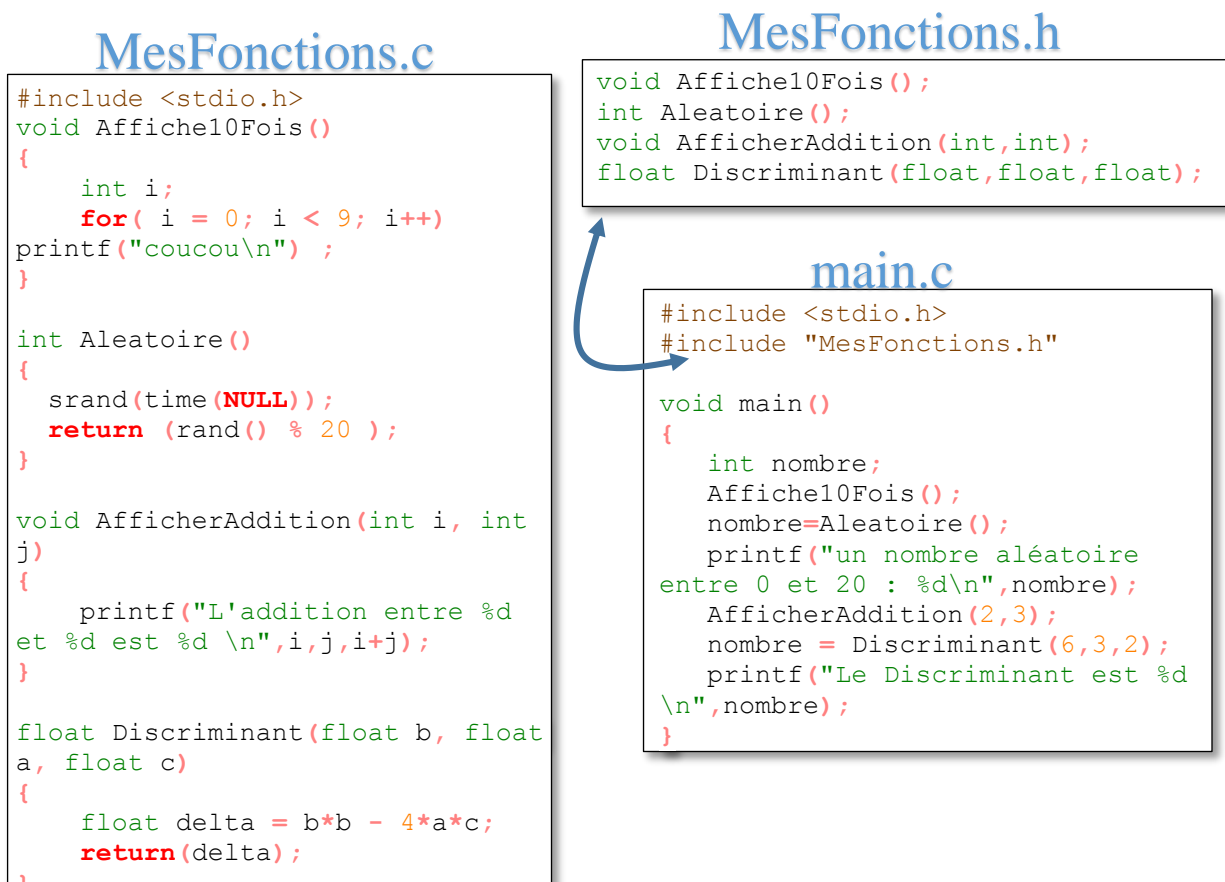 MesFonctions.c
#include <stdio.h>
void Affiche10Fois()
{
    int i;
    for( i = 0; i < 9; i++)
printf("coucou\n") ;
}

int Aleatoire()
{
  srand(time(NULL));
  return (rand() % 20 );
}

void AfficherAddition(int i, int
j)
{
    printf("L'addition entre %d
et %d est %d \n",i,j,i+j);
}

float Discriminant(float b, float
a, float c)
{
    float delta = b*b - 4*a*c;
    return(delta);
}
MesFonctions.h
void Affiche10Fois();
int Aleatoire();
void AfficherAddition(int,int);
float Discriminant(float,float,float);
main.c
#include <stdio.h>
#include "MesFonctions.h"

void main()
{
   int nombre;
   Affiche10Fois();
   nombre=Aleatoire();
   printf("un nombre aléatoire
entre 0 et 20 : %d\n",nombre);
   AfficherAddition(2,3);
   nombre = Discriminant(6,3,2);
   printf("Le Discriminant est %d
\n",nombre);
}